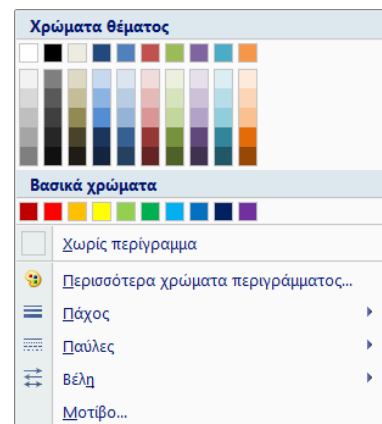 Χρώματα θέματος
Βασικά χρώματα
Χωρίς περίγραμμα
Περισσότερα χρώματα περιγράμματος...
Πάχος
Παύλες
Βέλη
Μοτίβο...